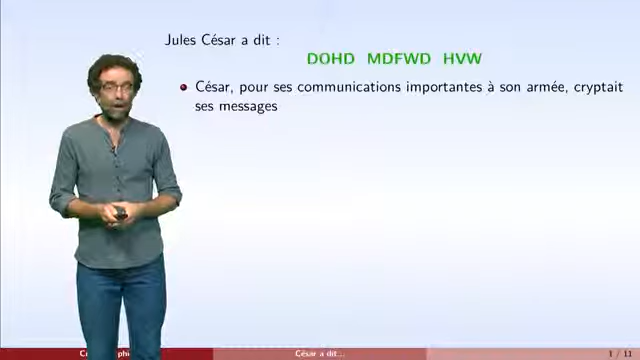 Jules César a dit :
DOHD MDFWD HVW
César, pour ses communications importantes à son armée, cryptait
ses messages
César a dit...
1 / 11